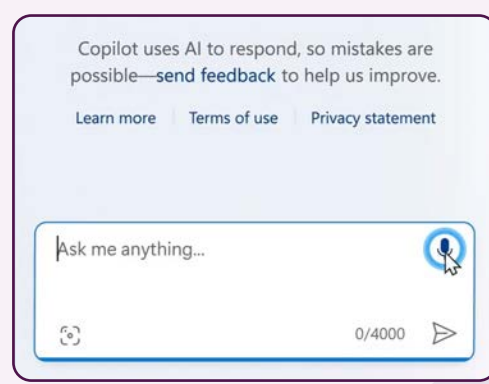 Copilot uses AI to respond, so mistakes are
possible—send feedback to help us improve.
Learn more Terms of use Privacy statement
Ask me anything...
0/4000